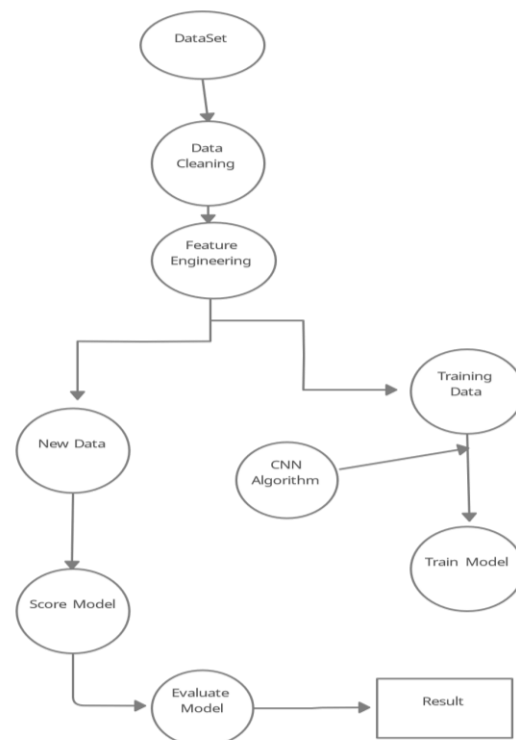 DataSet
Data
Cleaning
Feature
Engineering
Training
Data
New Data
CNN
Algorithm
Train Model
Score Model
Evaluate
Model
Result